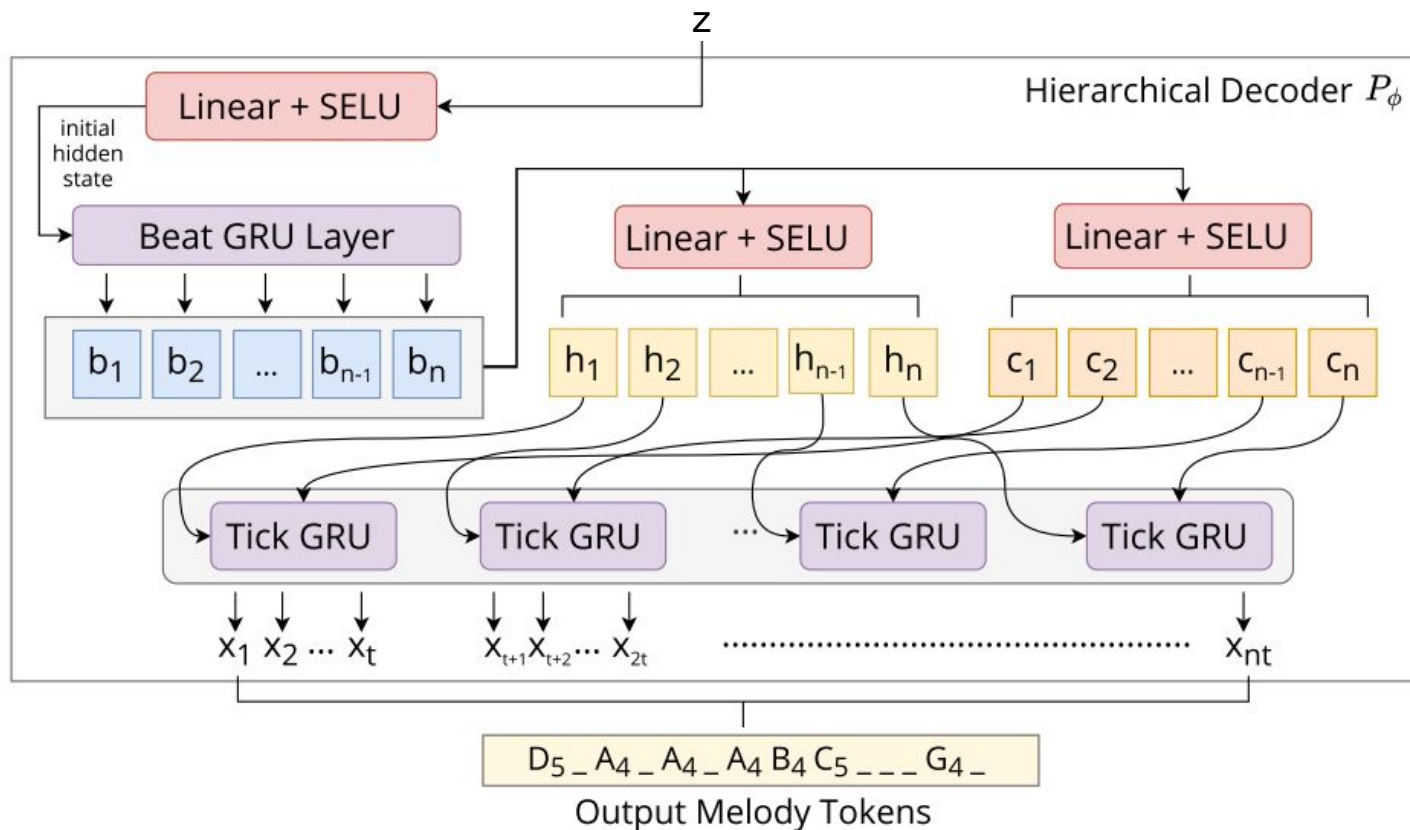 z
Hierarchical Decoder P_ϕ
Linear + SELU
initial
hidden
state
Beat GRU Layer
Linear + SELU
Linear + SELU
b₁ b₂ ... bₙ₋₁ bₙ
h₁ h₂ ... hₙ₋₁ hₙ
c₁ c₂ ... cₙ₋₁ cₙ
Tick GRU Tick GRU ... Tick GRU Tick GRU
x₁ x₂ ... xₜ xₜ₊₁ xₜ₊₂ ... x₂ₜ ............ xₙₜ
D₅ _ A₄ _ A₄ _ A₄ B₄ C₅ _ _ _ G₄ _
Output Melody Tokens